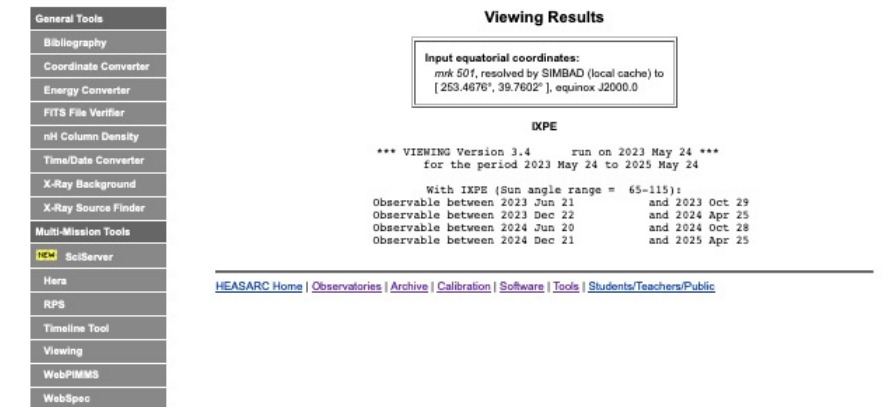 General Tools
Bibliography
Coordinate Converter
Energy Converter
FITS File Verifier
nH Column Density
Time/Date Converter
X-Ray Background
X-Ray Source Finder
Multi-Mission Tools
NEW SciServer
Hera
RPS
Timeline Tool
Viewing
WebPIMMS
WebSpec
Viewing Results
Input equatorial coordinates:
mrk 501, resolved by SIMBAD (local cache) to
[ 253.4676°, 39.7602° ], equinox J2000.0
IXPE
*** VIEWING Version 3.4 run on 2023 May 24 ***
for the period 2023 May 24 to 2025 May 24
With IXPE (Sun angle range = 65-115):
Observable between 2023 Jun 21 and 2023 Oct 29
Observable between 2023 Dec 22 and 2024 Apr 25
Observable between 2024 Jun 20 and 2024 Oct 28
Observable between 2024 Dec 21 and 2025 Apr 25
HEASARC Home | Observatories | Archive | Calibration | Software | Tools | Students/Teachers/Public